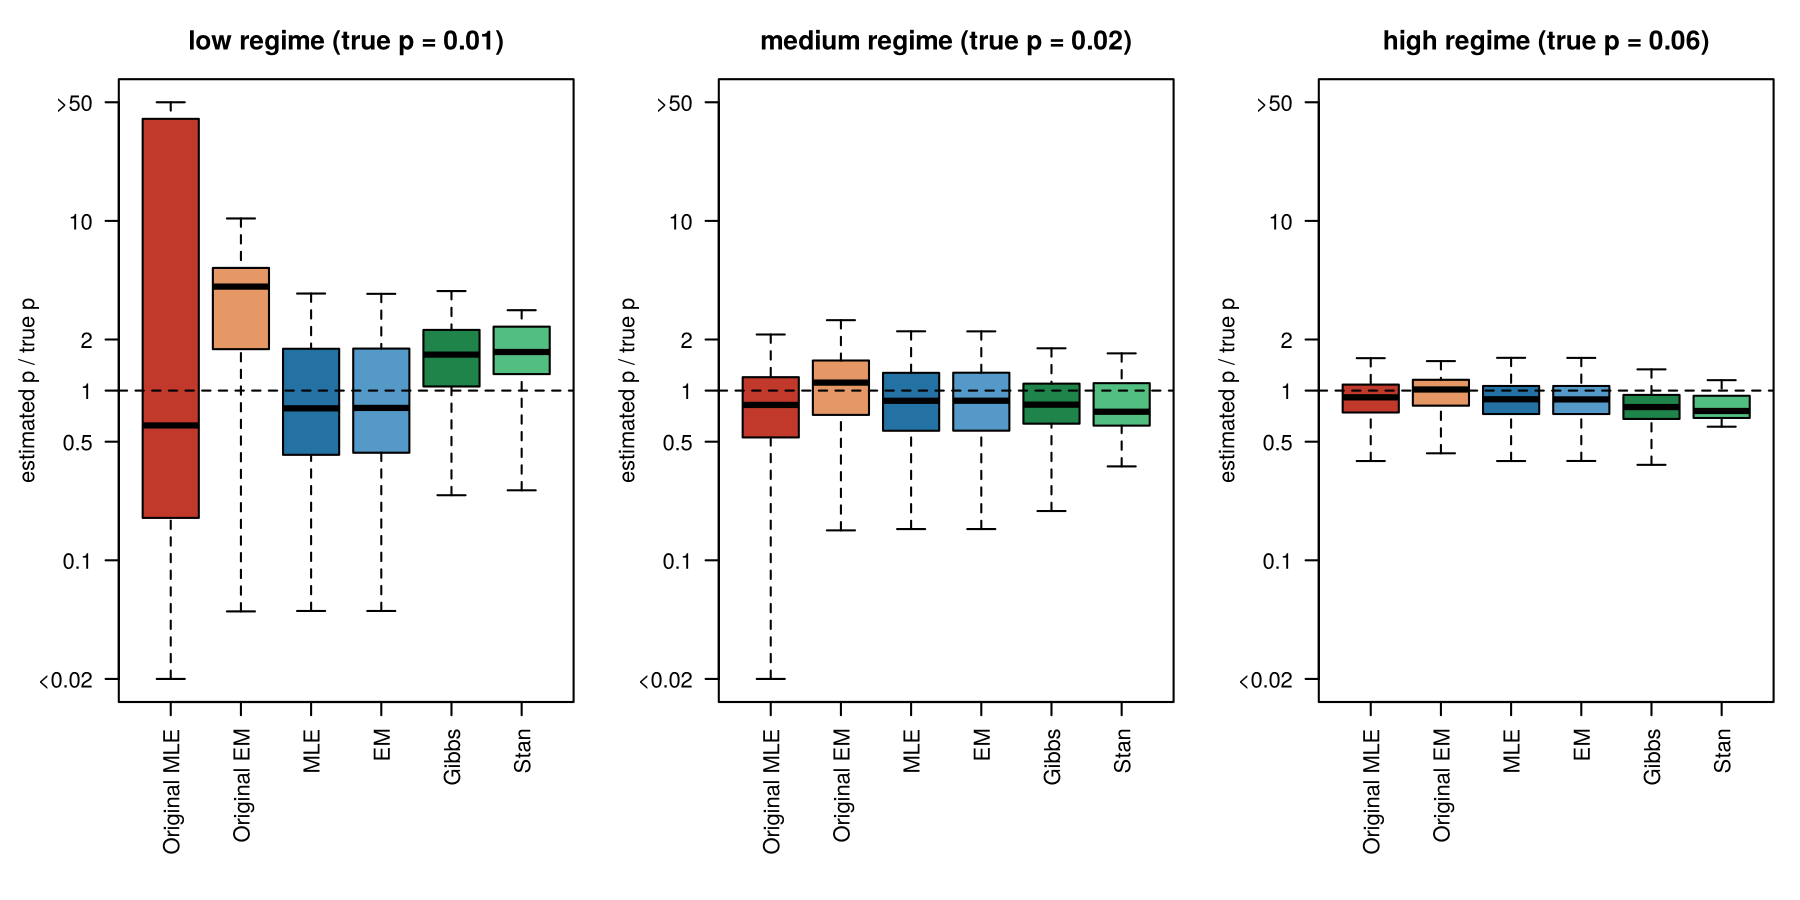 low regime (true p = 0.01)
estimated p / true p
>50
10
2
1
0.5
0.1
<0.02
Original MLE
Original EM
MLE
EM
Gibbs
Stan
medium regime (true p = 0.02)
estimated p / true p
>50
10
2
1
0.5
0.1
<0.02
Original MLE
Original EM
MLE
EM
Gibbs
Stan
high regime (true p = 0.06)
estimated p / true p
>50
10
2
1
0.5
0.1
<0.02
Original MLE
Original EM
MLE
EM
Gibbs
Stan